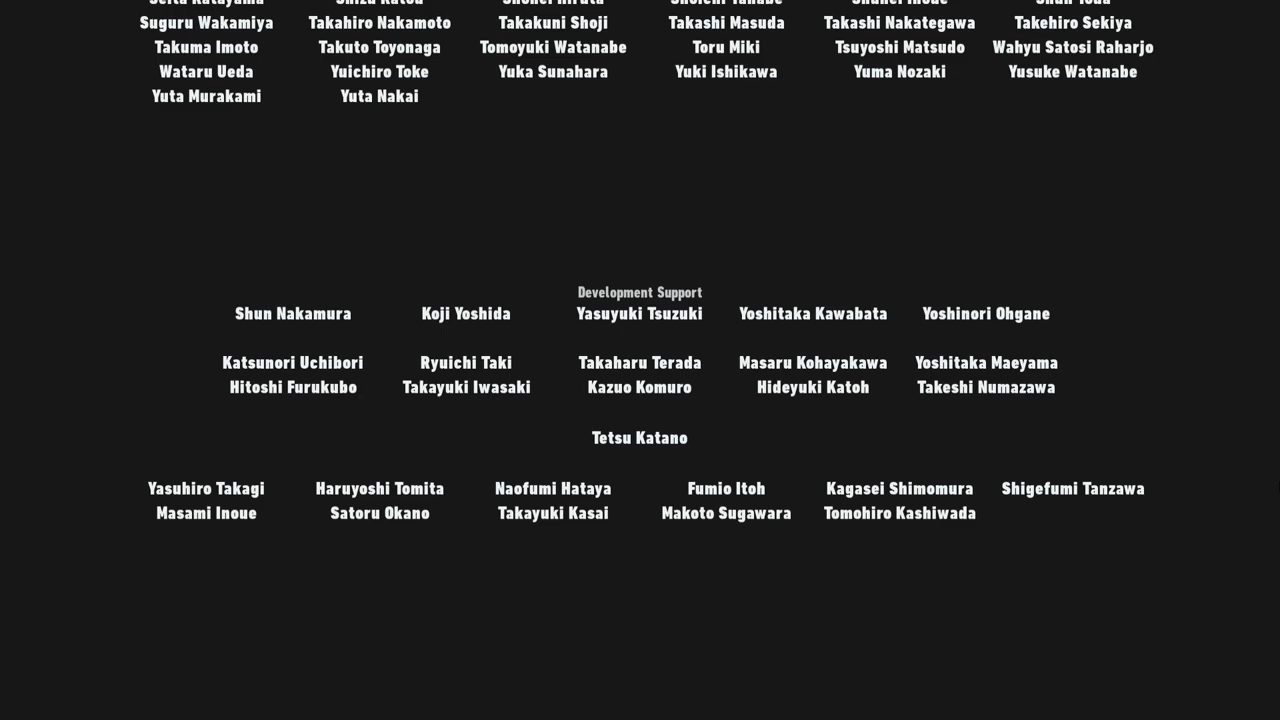 Suguru Wakamiya Takahiro Nakamoto Takakuni Shoji Takashi Masuda Takashi Nakategawa Takehiro Sekiya
Takuma Imoto Takuto Toyonaga Tomoyuki Watanabe Toru Miki Tsuyoshi Matsudo Wahyu Satosi Raharjo
Wataru Ueda Yuichiro Toke Yuka Sunahara Yuki Ishikawa Yuma Nozaki Yusuke Watanabe
Yuta Murakami Yuta Nakai
Development Support
Shun Nakamura Koji Yoshida Yasuyuki Tsuzuki Yoshitaka Kawabata Yoshinori Ohgane
Katsunori Uchibori Ryuichi Taki Takaharu Terada Masaru Kohayakawa Yoshitaka Maeyama
Hitoshi Furukubo Takayuki Iwasaki Kazuo Komuro Hideyuki Katoh Takeshi Numazawa
Tetsu Katano
Yasuhiro Takagi Haruyoshi Tomita Naofumi Hataya Fumio Itoh Kagasei Shimomura Shigefumi Tanzawa
Masami Inoue Satoru Okano Takayuki Kasai Makoto Sugawara Tomohiro Kashiwada